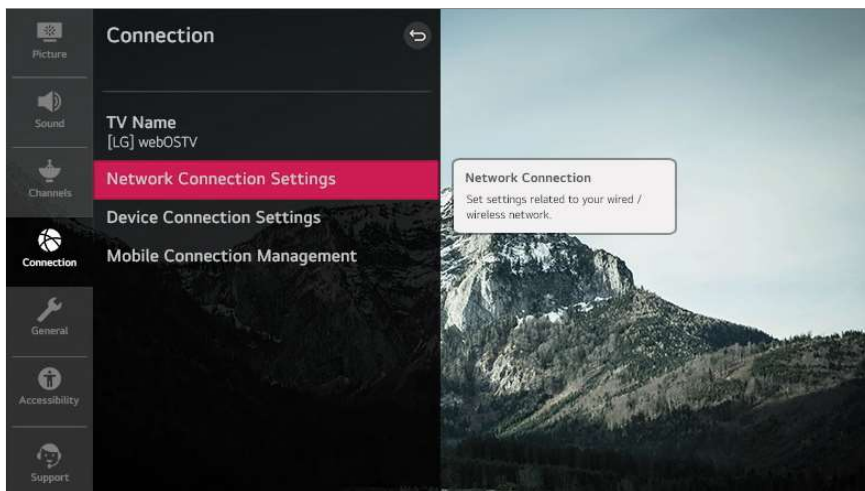 Picture
Sound
Channels
Connection
General
Accessibility
Support
Connection
TV Name
[LG] webOSTV
Network Connection Settings
Device Connection Settings
Mobile Connection Management
Network Connection
Set settings related to your wired /
wireless network.